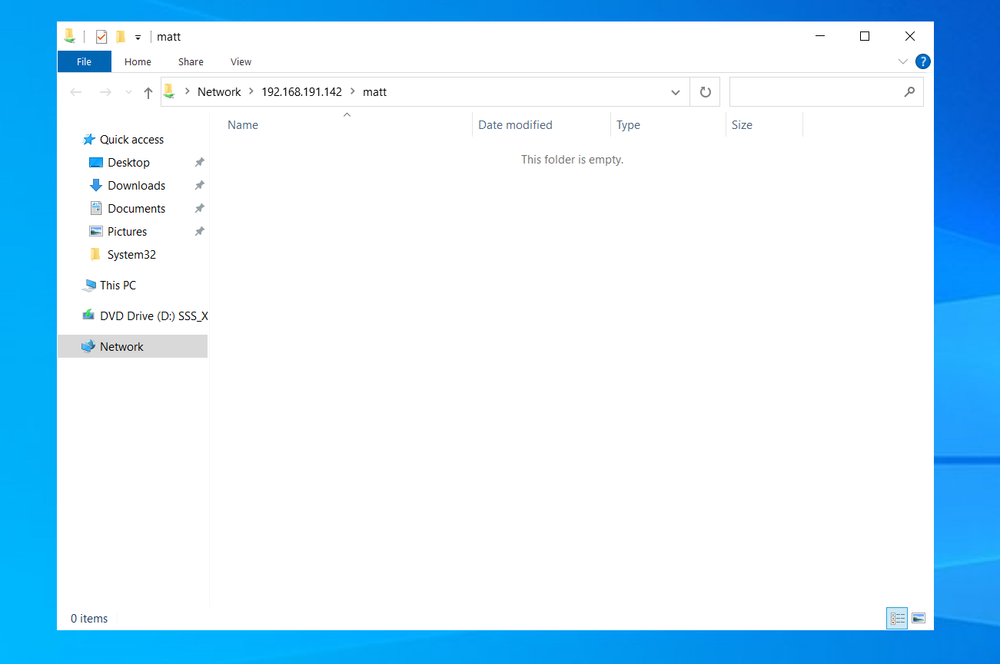 matt
File Home Share View ?
Network 192.168.191.142 matt
Name Date modified Type Size
This folder is empty.
Quick access
Desktop
Downloads
Documents
Pictures
System32
This PC
DVD Drive (D:) SSS_X
Network
0 items